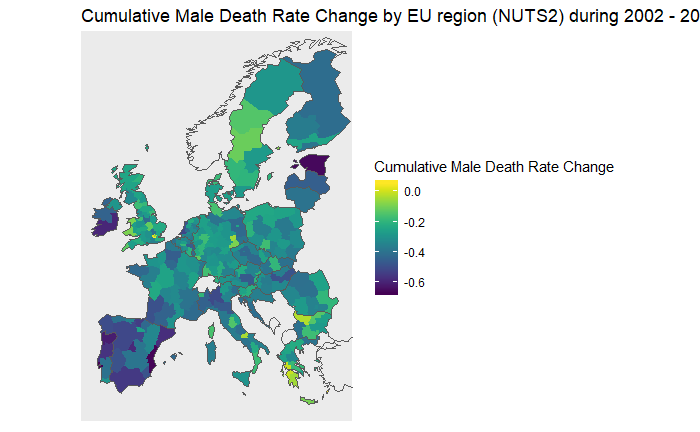 Cumulative Male Death Rate Change by EU region (NUTS2) during 2002 - 20
Cumulative Male Death Rate Change
0.0
-0.2
-0.4
-0.6